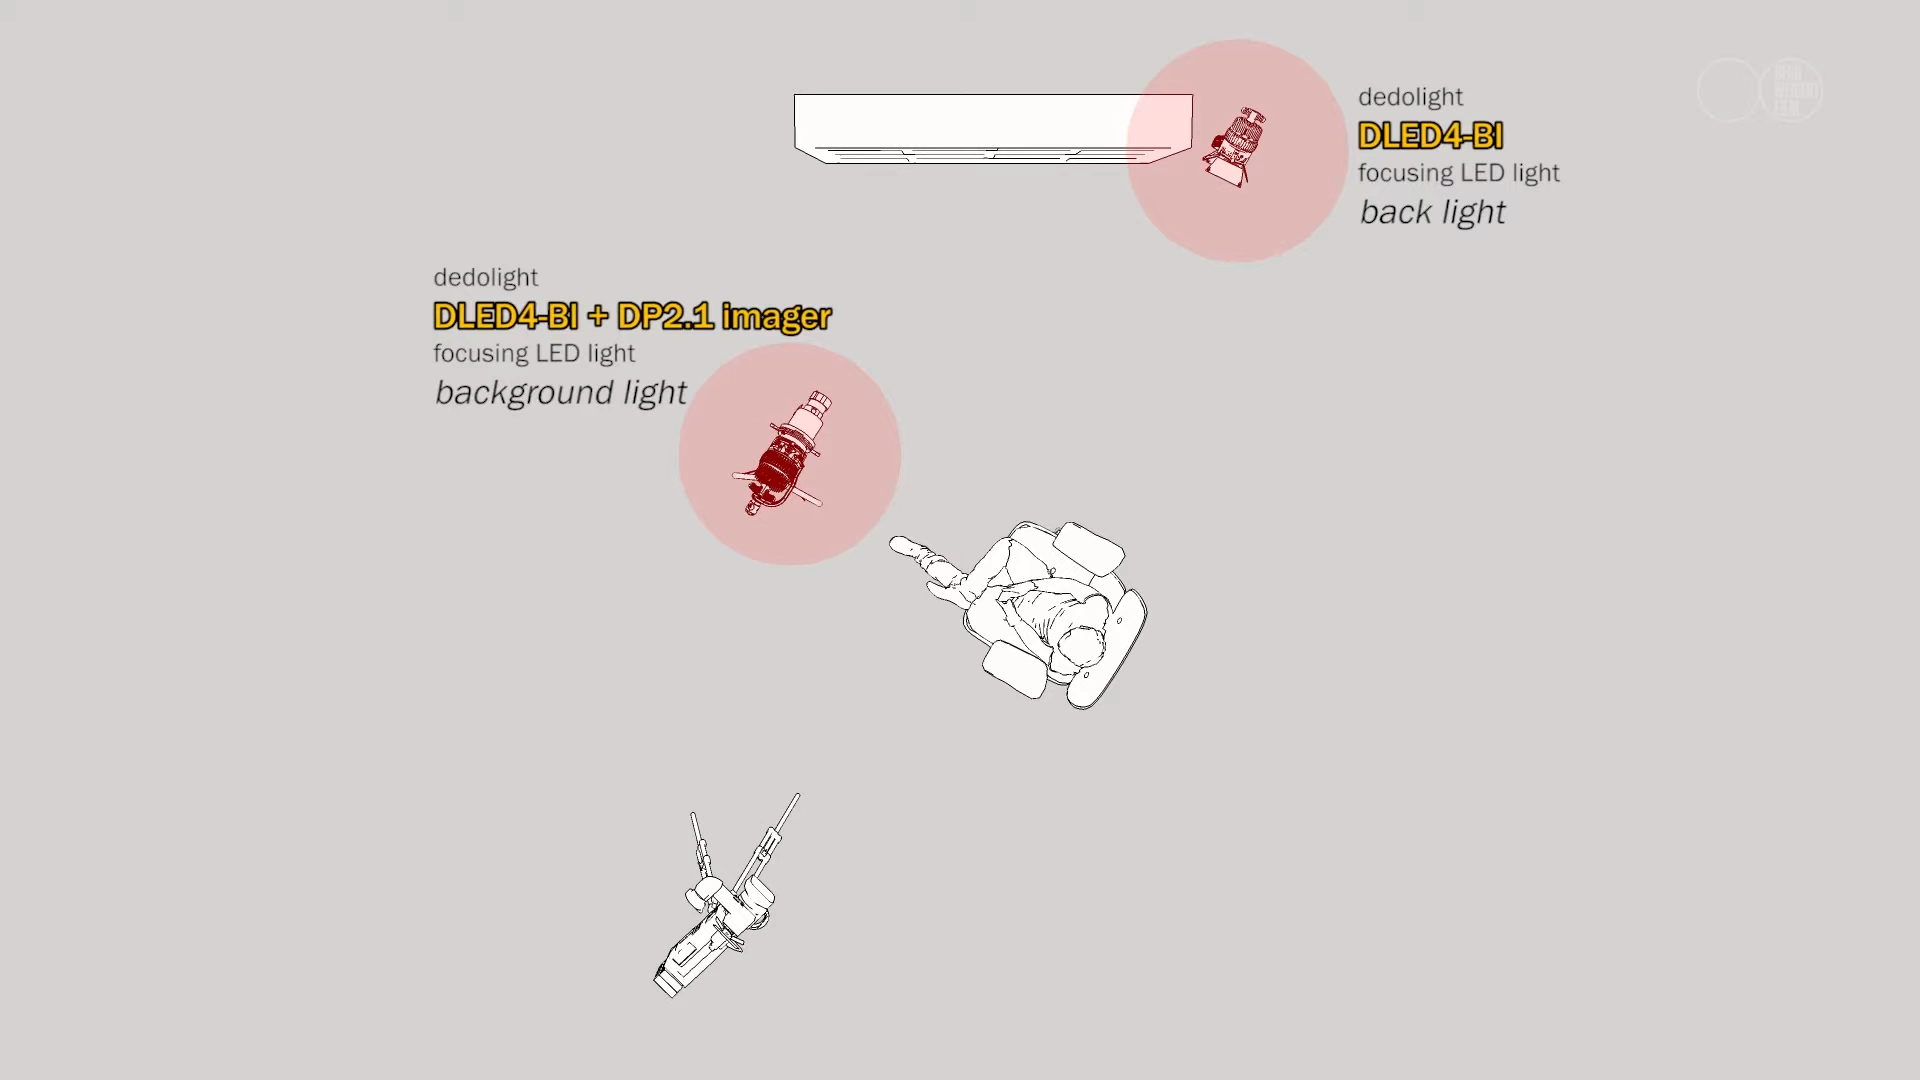 dedolight
DLED4-BI
focusing LED light
back light
dedolight
DLED4-BI + DP2.1 imager
focusing LED light
background light